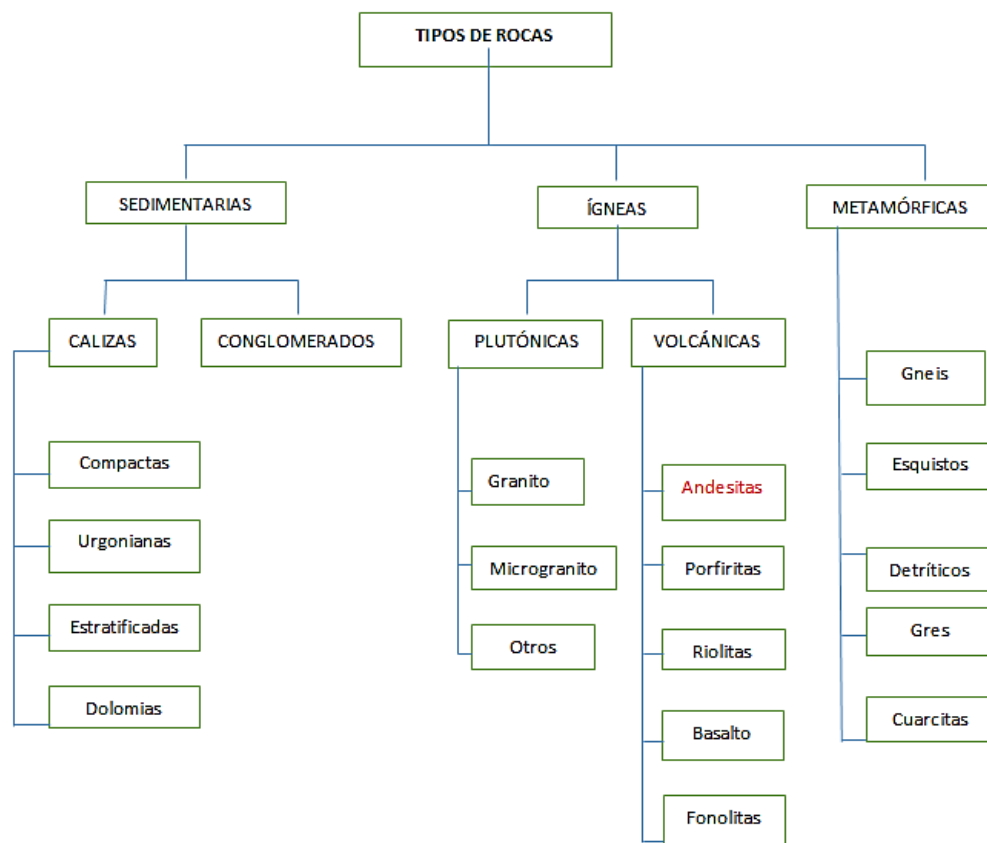 TIPOS DE ROCAS
SEDIMENTARIAS
ÍGNEAS
METAMÓRFICAS
CALIZAS
CONGLOMERADOS
PLUTÓNICAS
VOLCÁNICAS
Compactas
Urgonianas
Estratificadas
Dolomias
Granito
Microgranito
Otros
Andesitas
Porfiritas
Riolitas
Basalto
Fonolitas
Gneis
Esquistos
Detríticos
Gres
Cuarcitas